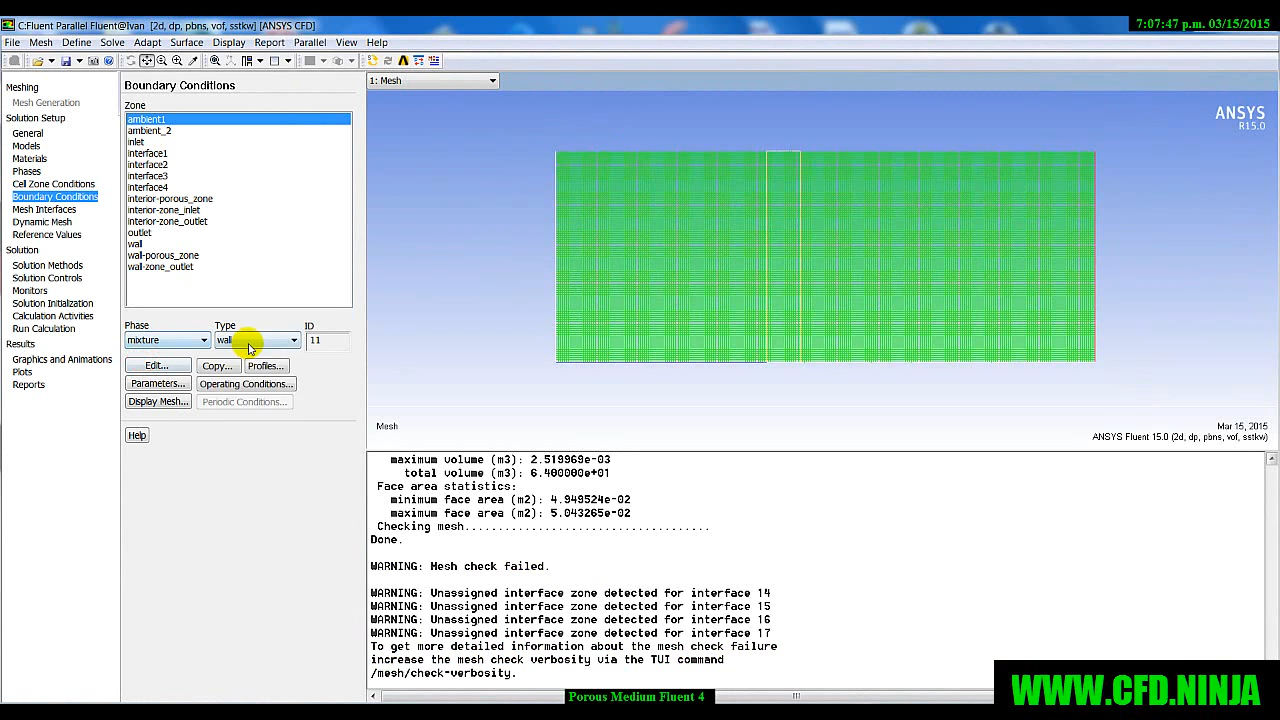 C:Fluent Parallel Fluent@Ivan [2d, dp, pbns, vof, sstkw] [ANSYS CFD]
7:07:47 p.m. 03/15/2015
File Mesh Define Solve Adapt Surface Display Report Parallel View Help
Meshing
Mesh Generation
Solution Setup
General
Models
Materials
Phases
Cell Zone Conditions
Boundary Conditions
Mesh Interfaces
Dynamic Mesh
Reference Values
Solution
Solution Methods
Solution Controls
Monitors
Solution Initialization
Calculation Activities
Run Calculation
Results
Graphics and Animations
Plots
Reports
Boundary Conditions
Zone
ambient1
ambient_2
inlet
interface1
interface2
interface3
interface4
interior-porous_zone
interior-zone_inlet
interior-zone_outlet
outlet
wall
wall-porous_zone
wall-zone_outlet
Phase Type ID
mixture wall 11
Edit... Copy... Profiles...
Parameters... Operating Conditions...
Display Mesh... Periodic Conditions...
Help
1: Mesh
ANSYS
R15.0
Mesh
Mar 15, 2015
ANSYS Fluent 15.0 (2d, dp, pbns, vof, sstkw)
maximum volume (m3): 2.519969e-03
total volume (m3): 6.400000e+01
Face area statistics:
minimum face area (m2): 4.949524e-02
maximum face area (m2): 5.043265e-02
Checking mesh...................................
Done.
WARNING: Mesh check failed.
WARNING: Unassigned interface zone detected for interface 14
WARNING: Unassigned interface zone detected for interface 15
WARNING: Unassigned interface zone detected for interface 16
WARNING: Unassigned interface zone detected for interface 17
To get more detailed information about the mesh check failure
increase the mesh check verbosity via the TUI command
/mesh/check-verbosity.
Porous Medium Fluent 4
WWW.CFD.NINJA